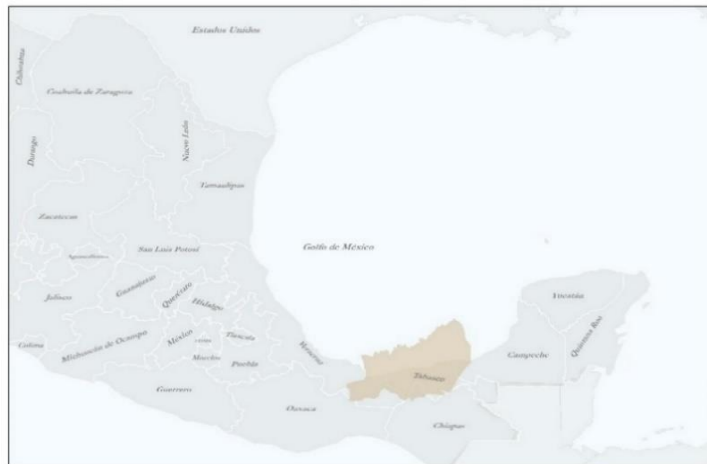 Estados Unidos
Chihuahua
Coahuila de Zaragoza
Durango
Nuevo León
Tamaulipas
Zacatecas
San Luis Potosí
Golfo de México
Aguascalientes
Guanajuato
Querétaro
Hidalgo
Yucatán
Jalisco
Quintana Roo
Colima
Michoacán de Ocampo
México
Tlaxcala
Veracruz
Campeche
Morelos
Puebla
Tabasco
Guerrero
Oaxaca
Chiapas